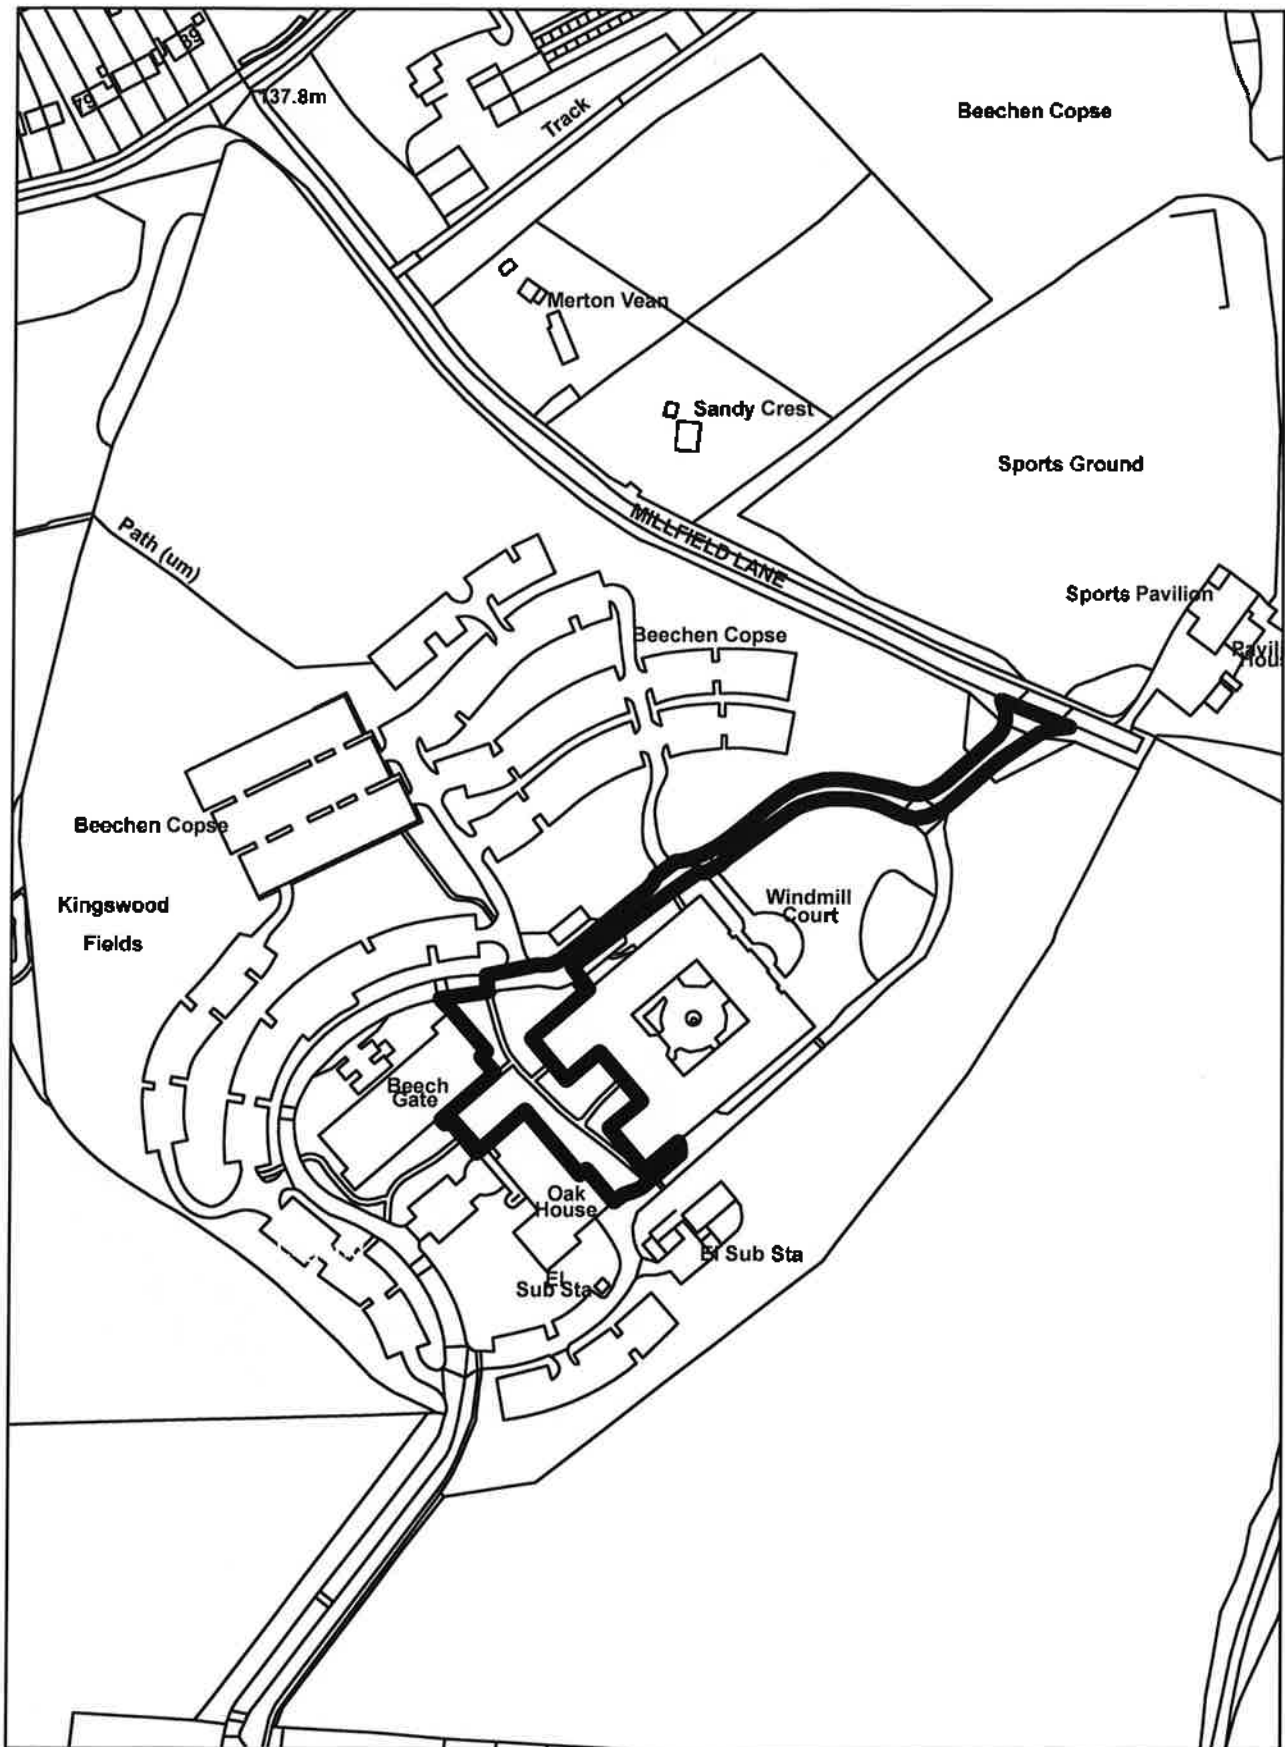 89
79
137.8m
Track
Beechen Copse
Merton Vean
Sandy Crest
Sports Ground
MILLFIELD LANE
Path (um)
Sports Pavilion
Beechen Copse
Beechen Copse
Kingswood
Fields
Windmill
Court
Beech
Gate
Oak
House
El Sub Sta
El
Sub Sta